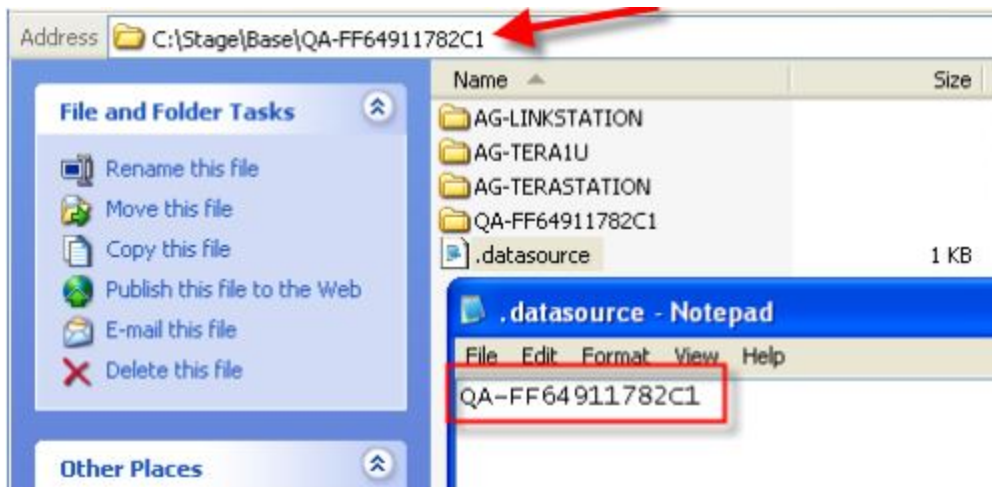 Address C:\Stage\Base\QA-FF64911782C1
File and Folder Tasks
Rename this file
Move this file
Copy this file
Publish this file to the Web
E-mail this file
Delete this file
Other Places
Name Size
AG-LINKSTATION
AG-TERA1U
AG-TERASTATION
QA-FF64911782C1
.datasource 1 KB
.datasource - Notepad
File Edit Format View Help
QA-FF64911782C1